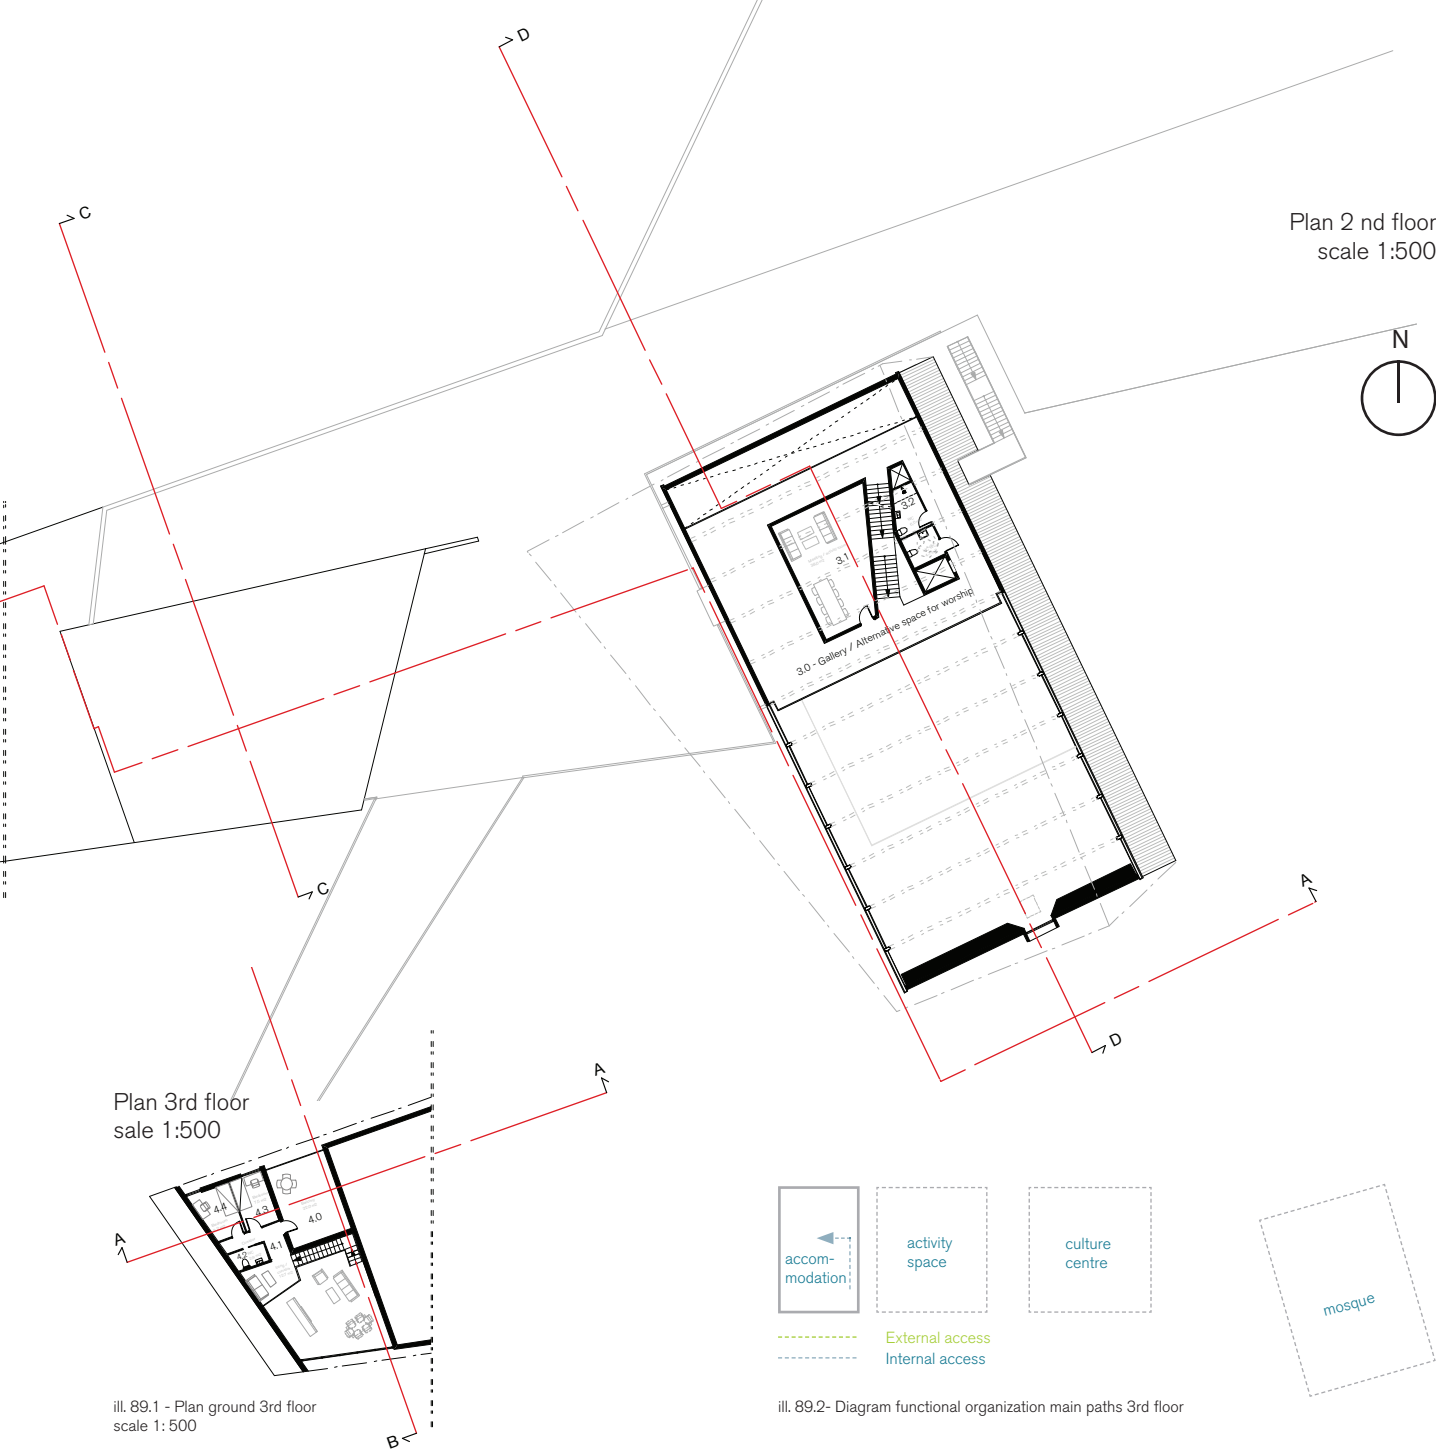 D
C
Plan 2 nd floor
scale 1:500
N
3.2
3.1
3.0 - Gallery / Alternative space for worship
C
A
D
Plan 3rd floor
sale 1:500
A
A
4.4
4.3
4.0
4.2
4.1
B
accom-
modation
activity
space
culture
centre
mosque
External access
Internal access
ill. 89.1 - Plan ground 3rd floor
scale 1: 500
ill. 89.2- Diagram functional organization main paths 3rd floor